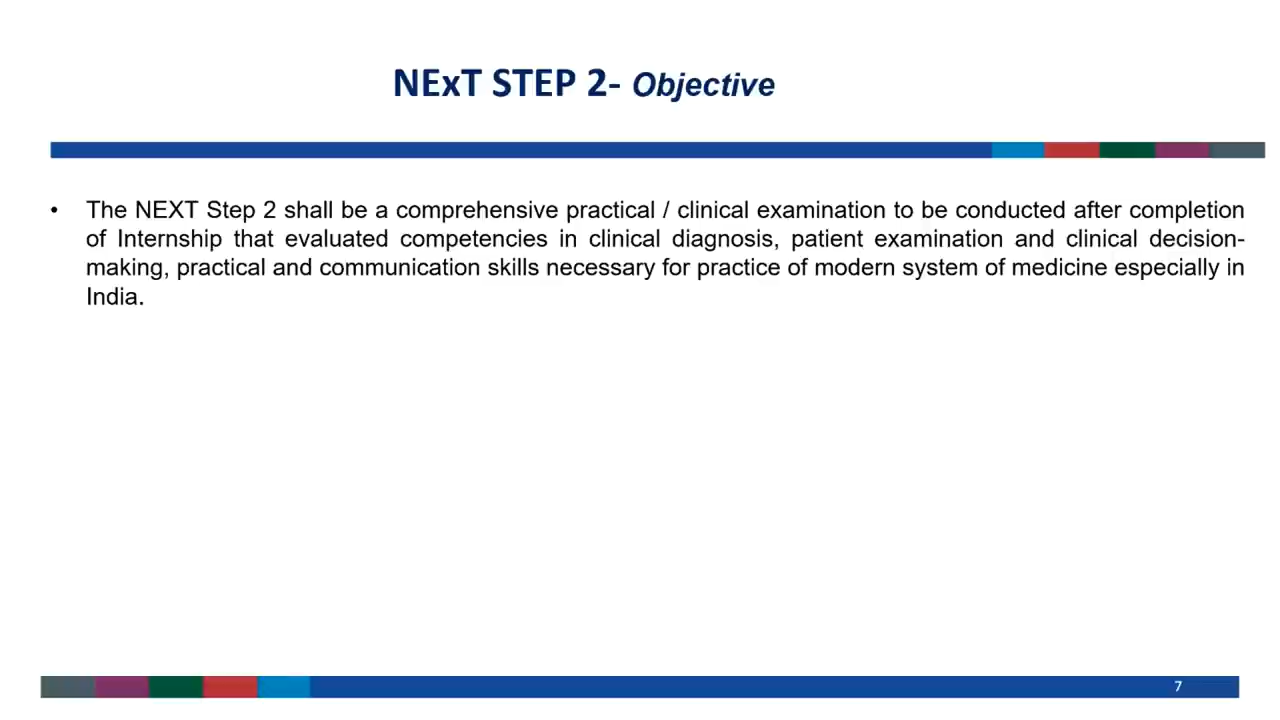 NExT STEP 2- Objective
• The NEXT Step 2 shall be a comprehensive practical / clinical examination to be conducted after completion
of Internship that evaluated competencies in clinical diagnosis, patient examination and clinical decision-
making, practical and communication skills necessary for practice of modern system of medicine especially in
India.
7